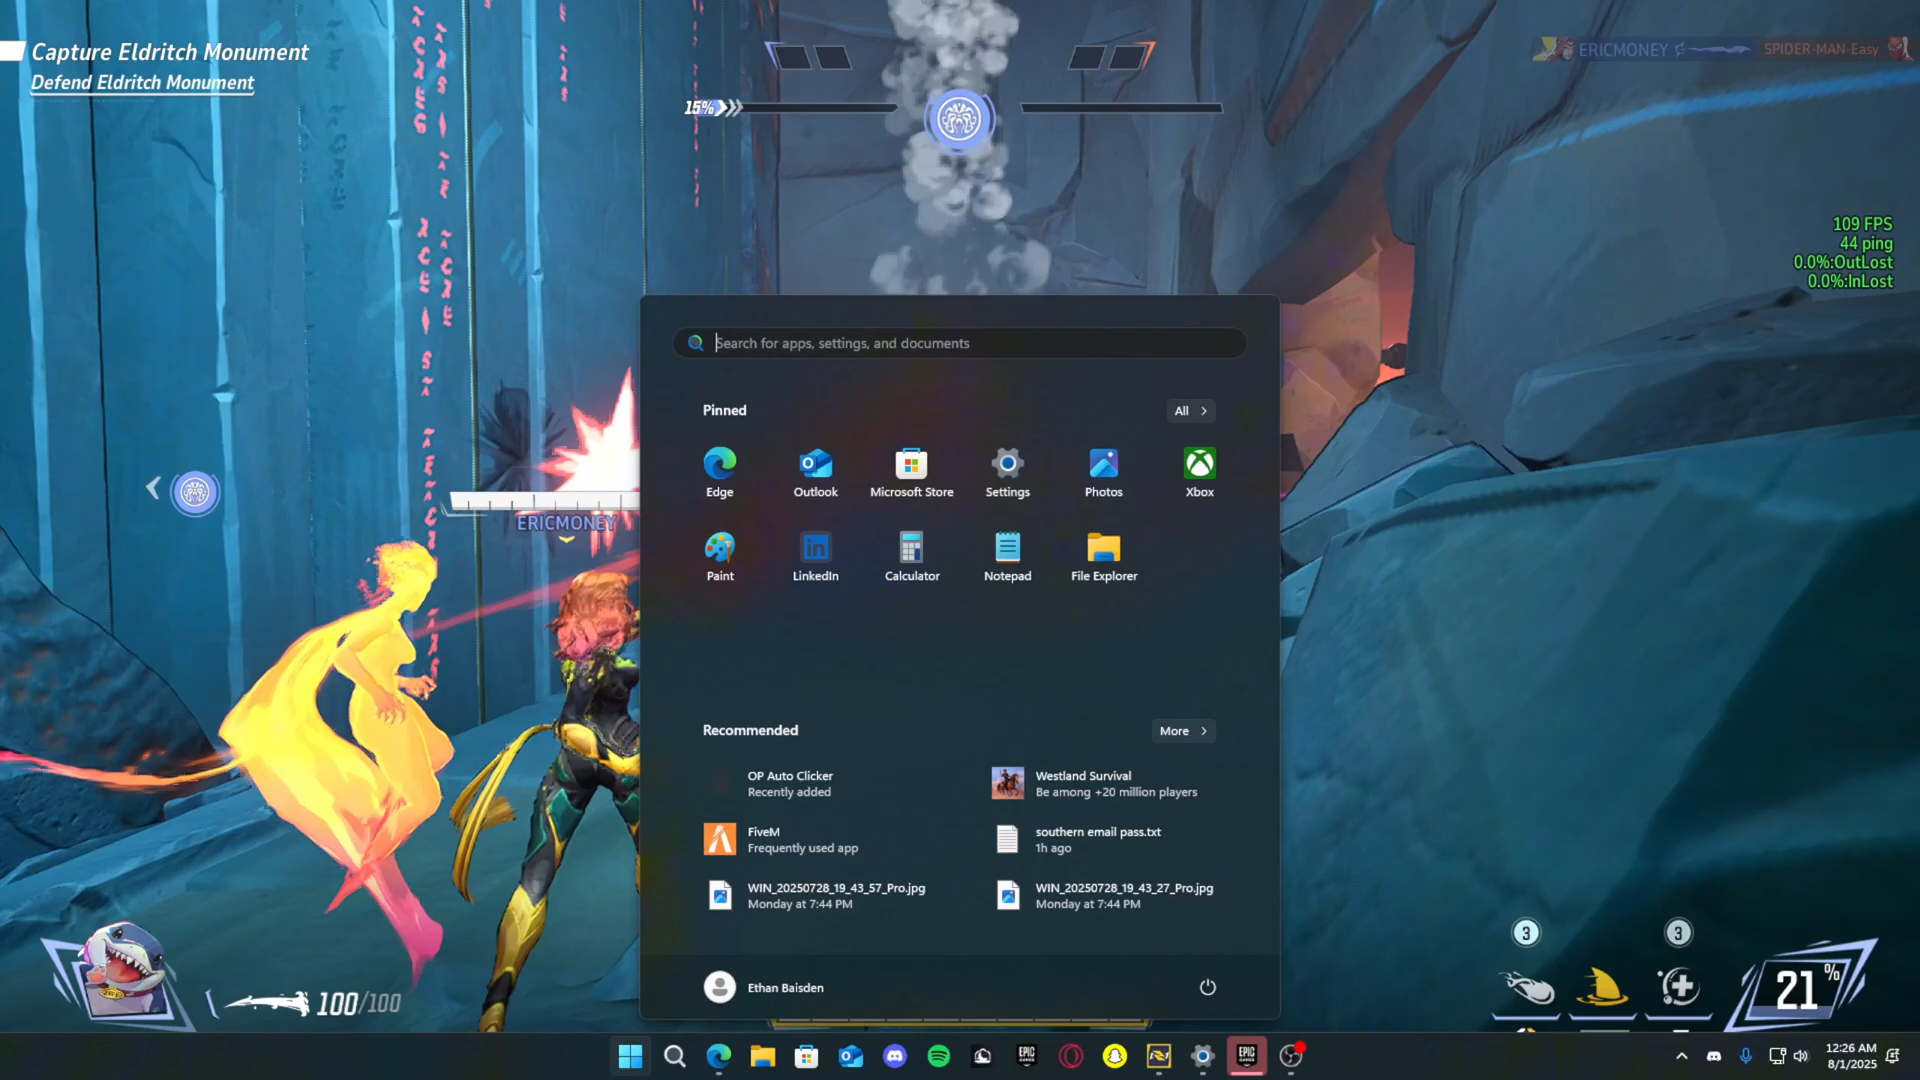 Capture Eldritch Monument
Defend Eldritch Monument
15%
ERICMONEY SPIDER-MAN-Easy
109 FPS
44 ping
0.0%:OutLost
0.0%:InLost
Search for apps, settings, and documents
Pinned
All
Edge
Outlook
Microsoft Store
Settings
Photos
Xbox
ERICMONEY
Paint
LinkedIn
Calculator
Notepad
File Explorer
Recommended
More
OP Auto Clicker
Recently added
Westland Survival
Be among +20 million players
FiveM
Frequently used app
southern email pass.txt
1h ago
WIN_20250728_19_43_57_Pro.jpg
Monday at 7:44 PM
WIN_20250728_19_43_27_Pro.jpg
Monday at 7:44 PM
Ethan Baisden
100/100
3
3
21%
EPIC GAMES
EPIC GAMES
12:26 AM
8/1/2025